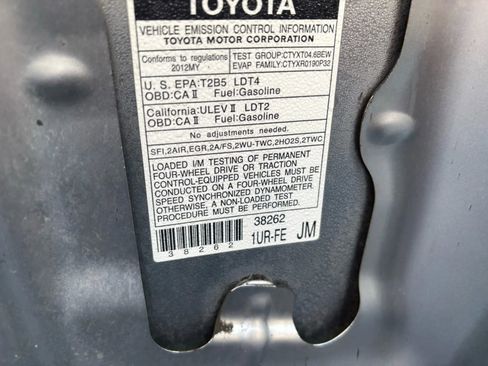 TOYOTA
VEHICLE EMISSION CONTROL INFORMATION
TOYOTA MOTOR CORPORATION
Conforms to regulations TEST GROUP:CTYXT04.6BEW
2012MY EVAP FAMILY:CTYXR0190P32
U. S. EPA:T2B5 LDT4
OBD:CA II Fuel:Gasoline
California:ULEV II LDT2
OBD:CA II Fuel:Gasoline
No adjustments needed.
SFI,2AIR,EGR,2A/FS,2WU-TWC,2HO2S,2TWC
LOADED I/M TESTING OF PERMANENT
FOUR-WHEEL DRIVE OR TRACTION
CONTROL-EQUIPPED VEHICLES MUST BE
CONDUCTED ON A FOUR-WHEEL DRIVE,
SPEED SYNCHRONIZED DYNAMOMETER.
OTHERWISE, A NON-LOADED TEST
PROCEDURE MUST BE PERFORMED.
38262
38262 1UR-FE JM